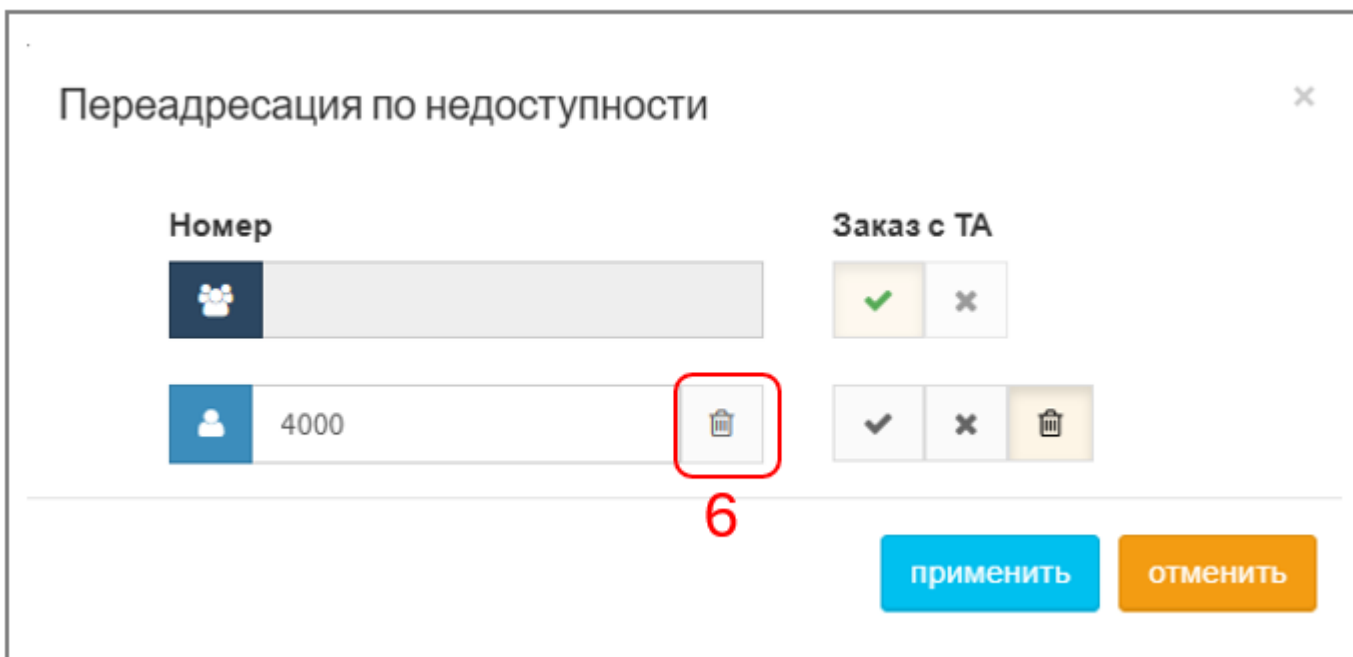 Переадресация по недоступности
Номер
Заказ с ТА
4000
6
применить
отменить